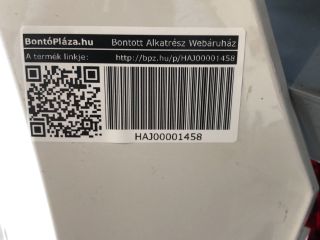 BontóPláza.hu Bontott Alkatrész Webáruház
A termék linkje: http://bpz.hu/p/HAJ00001458
HAJ00001458